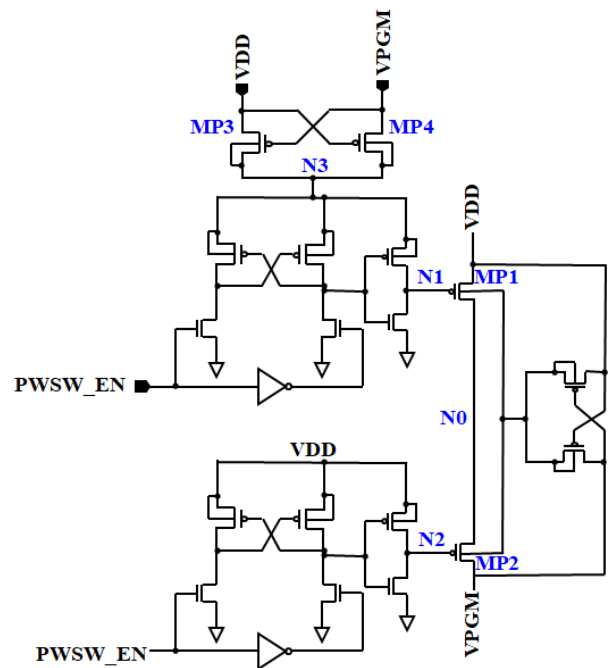 VDD
VPGM
MP3
MP4
N3
VDD
N1
MP1
PWSW_EN
N0
VDD
N2
MP2
VPGM
PWSW_EN